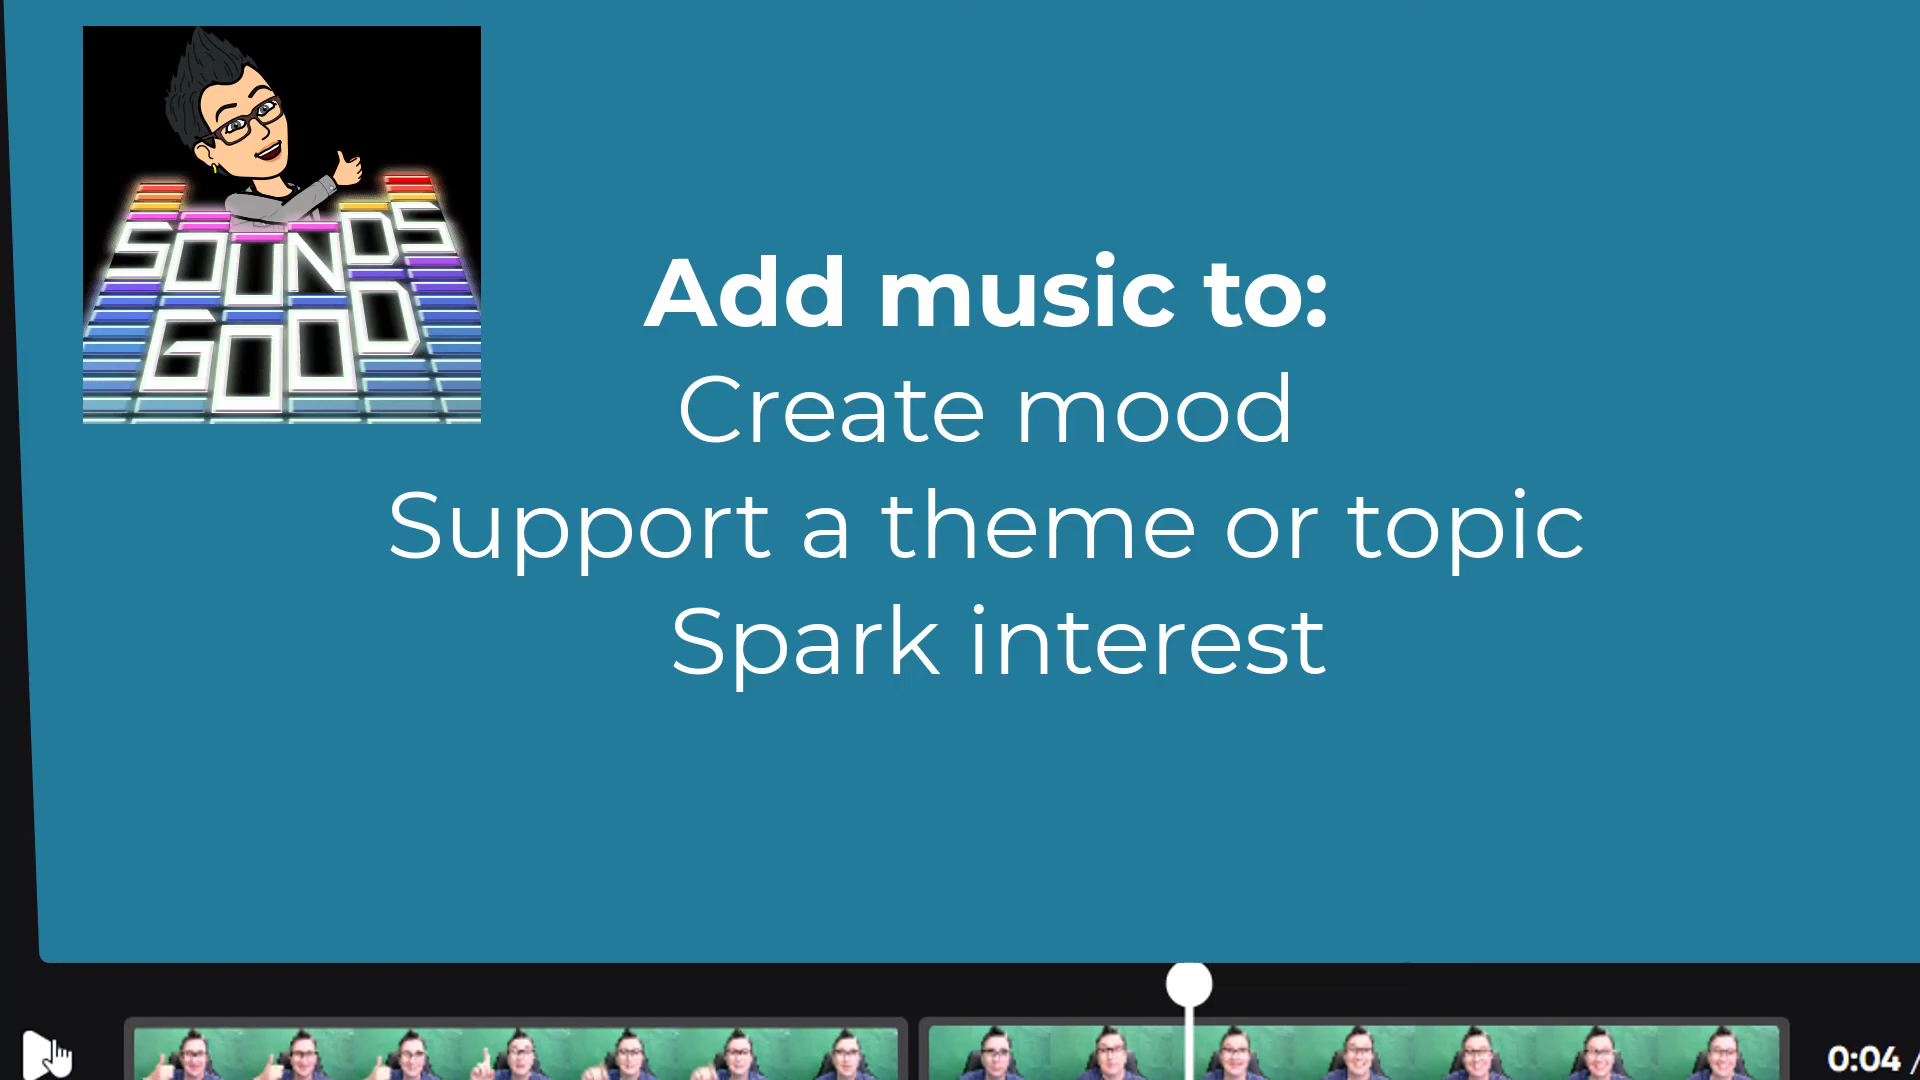 SOUNDS
GOOD
Add music to:
Create mood
Support a theme or topic
Spark interest
0:04 /